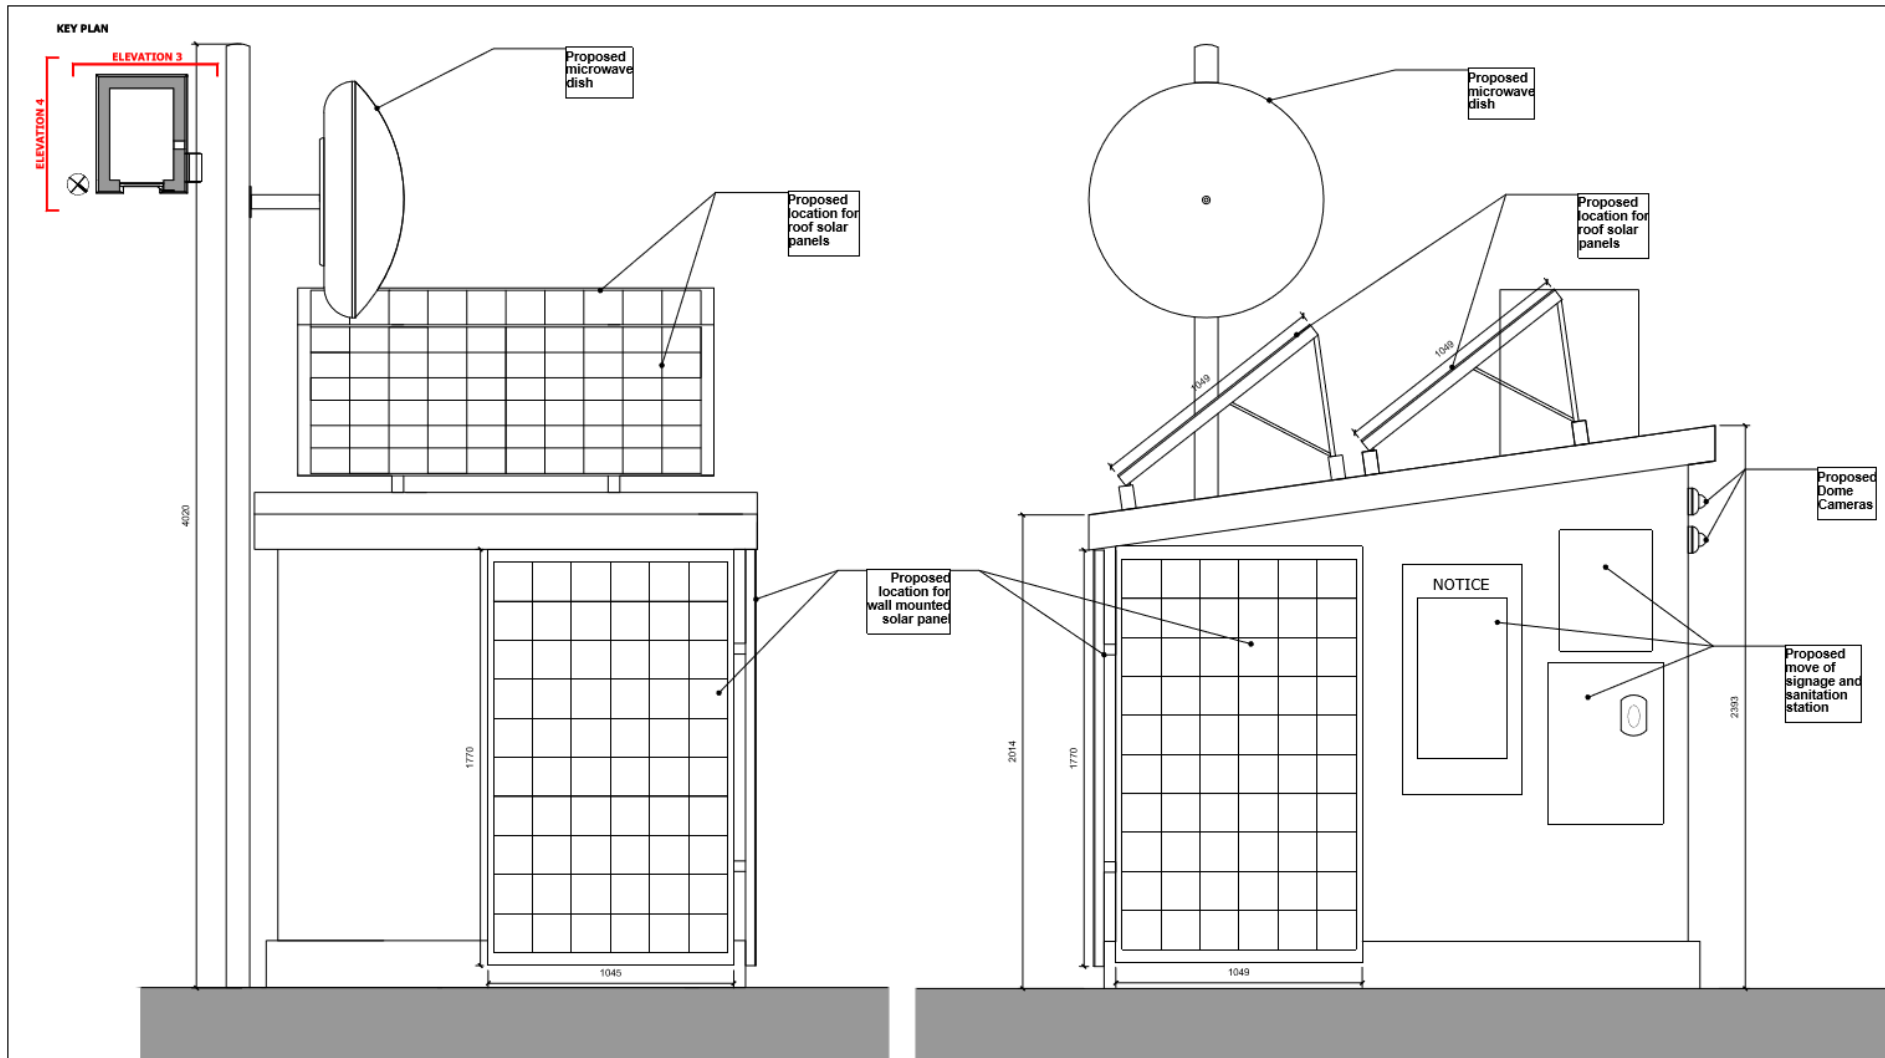 KEY PLAN
ELEVATION 3
ELEVATION 4
Proposed
microwave
dish
Proposed
location for
roof solar
panels
4020
1770
1045
Proposed
location for
wall mounted
solar panel
Proposed
microwave
dish
Proposed
location for
roof solar
panels
1049
1049
Proposed
Dome
Cameras
NOTICE
Proposed
move of
signage and
sanitation
station
2014
1770
1049
2393